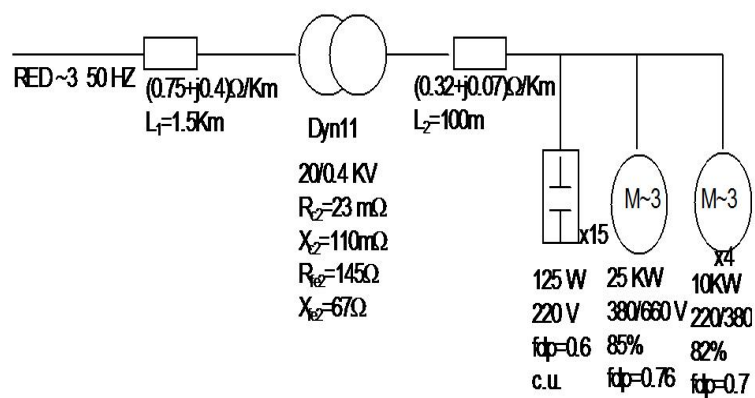 RED ~3 50 HZ
(0.75+j0.4)Ω/Km
L1=1.5Km
Dyn11
20/0.4 KV
Rc2=23 mΩ
Xc2=110mΩ
Rfe2=145Ω
Xfe2=67Ω
(0.32+j0.07)Ω/Km
L2=100m
x15
125 W
220 V
fdp=0.6
c.u.
M~3
25 KW
380/660 V
85%
fdp=0.76
M~3
x4
10KW
220/380
82%
fdp=0.7